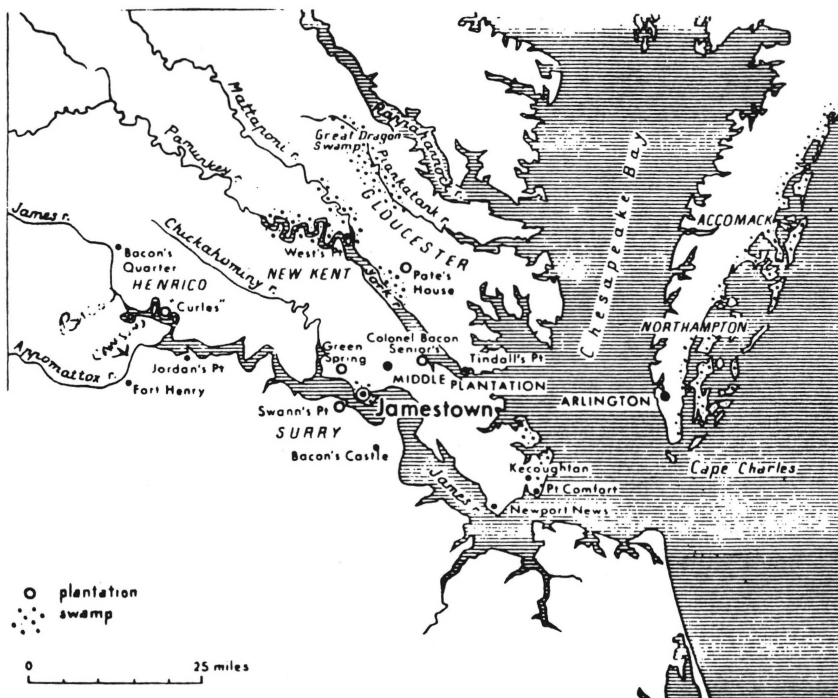 Mattaponi r.
Rappahannock r.
Great Dragon
Swamp
Piankatank r.
Pamunkey r.
GLOUCESTER
Chesapeake Bay
ACCOMACK
James r.
Chickahominy r.
Bacon's
Quarter
HENRICO
"Curles"
West's Pt
NEW KENT
York r.
Pate's
House
NORTHAMPTON
Appomattox r.
Jordan's Pt
Fort Henry
Green
Spring
Colonel Bacon
Senior's
Tindall's Pt
MIDDLE PLANTATION
ARLINGTON
Swann's Pt
Jamestown
SURRY
Bacon's Castle
James r.
Kecoughtan
Pt Comfort
Newport News
Cape Charles
plantation
swamp
0 25 miles